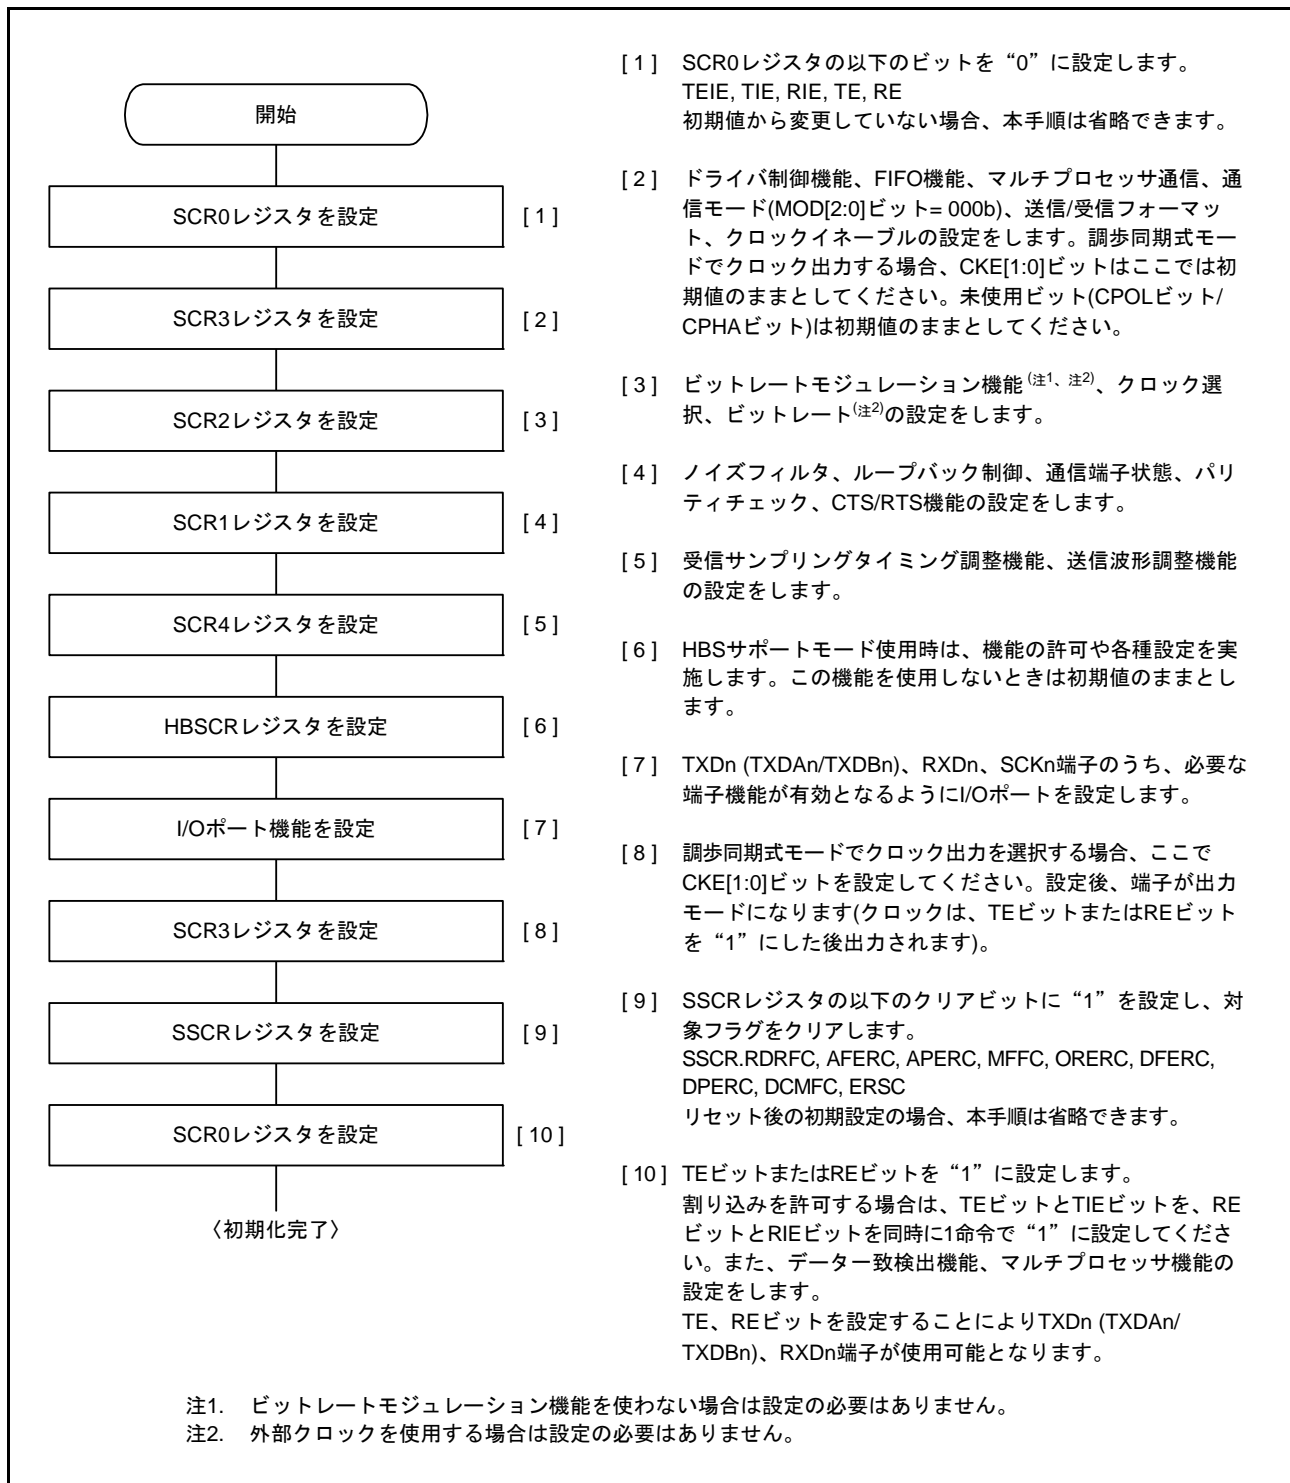 開始
SCR0レジスタを設定 [ 1 ]
SCR3レジスタを設定 [ 2 ]
SCR2レジスタを設定 [ 3 ]
SCR1レジスタを設定 [ 4 ]
SCR4レジスタを設定 [ 5 ]
HBSCRレジスタを設定 [ 6 ]
I/Oポート機能を設定 [ 7 ]
SCR3レジスタを設定 [ 8 ]
SSCRレジスタを設定 [ 9 ]
SCR0レジスタを設定 [ 10 ]
〈初期化完了〉
[ 1 ] SCR0レジスタの以下のビットを“0”に設定します。
TEIE, TIE, RIE, TE, RE
初期値から変更していない場合、本手順は省略できます。
[ 2 ] ドライバ制御機能、FIFO機能、マルチプロセッサ通信、通
信モード(MOD[2:0]ビット= 000b)、送信/受信フォーマッ
ト、クロックイネーブルの設定をします。調歩同期式モー
ドでクロック出力する場合、CKE[1:0]ビットはここでは初
期値のままとしてください。未使用ビット(CPOLビット/
CPHAビット)は初期値のままとしてください。
[ 3 ] ビットレートモジュレーション機能(注1、注2)、クロック選
択、ビットレート(注2)の設定をします。
[ 4 ] ノイズフィルタ、ループバック制御、通信端子状態、パリ
ティチェック、CTS/RTS機能の設定をします。
[ 5 ] 受信サンプリングタイミング調整機能、送信波形調整機能
の設定をします。
[ 6 ] HBSサポートモード使用時は、機能の許可や各種設定を実
施します。この機能を使用しないときは初期値のままとし
ます。
[ 7 ] TXDn (TXDAn/TXDBn)、RXDn、SCKn端子のうち、必要な
端子機能が有効となるようにI/Oポートを設定します。
[ 8 ] 調歩同期式モードでクロック出力を選択する場合、ここで
CKE[1:0]ビットを設定してください。設定後、端子が出力
モードになります(クロックは、TEビットまたはREビット
を“1”にした後出力されます)。
[ 9 ] SSCRレジスタの以下のクリアビットに“1”を設定し、対
象フラグをクリアします。
SSCR.RDRFC, AFERC, APERC, MFFC, ORERC, DFERC,
DPERC, DCMFC, ERSC
リセット後の初期設定の場合、本手順は省略できます。
[ 10 ] TEビットまたはREビットを“1”に設定します。
割り込みを許可する場合は、TEビットとTIEビットを、RE
ビットとRIEビットを同時に1命令で“1”に設定してくださ
い。また、データ一致検出機能、マルチプロセッサ機能の
設定をします。
TE、REビットを設定することによりTXDn (TXDAn/
TXDBn)、RXDn端子が使用可能となります。
注1. ビットレートモジュレーション機能を使わない場合は設定の必要はありません。
注2. 外部クロックを使用する場合は設定の必要はありません。